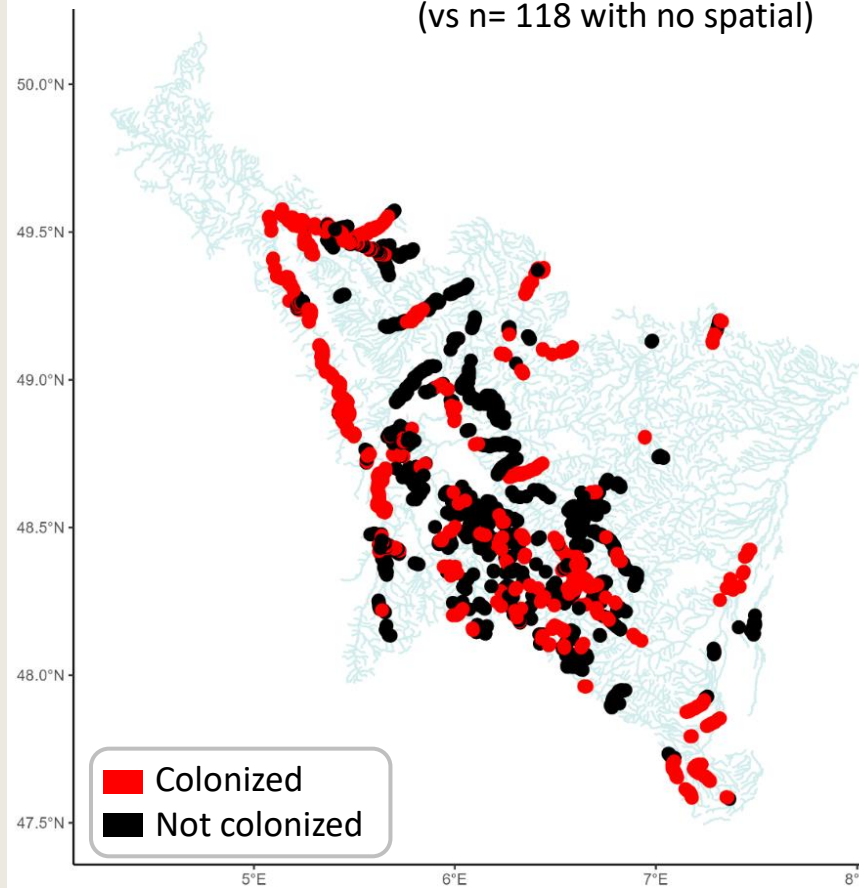 (vs n= 118 with no spatial)
50.0°N
49.5°N
49.0°N
48.5°N
48.0°N
47.5°N
Colonized
Not colonized
5°E
6°E
7°E
8°